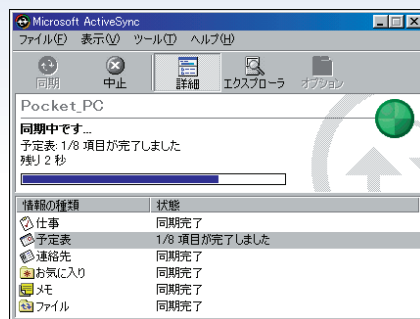 Microsoft ActiveSync
ファイル(F) 表示(V) ツール(T) ヘルプ(H)
同期 中止 詳細 エクスプローラ オプション
Pocket_PC
同期中です...
予定表: 1/8 項目が完了しました
残り 2 秒
情報の種類 状態
仕事 同期完了
予定表 1/8 項目が完了しました
連絡先 同期完了
お気に入り 同期完了
メモ 同期完了
ファイル 同期完了